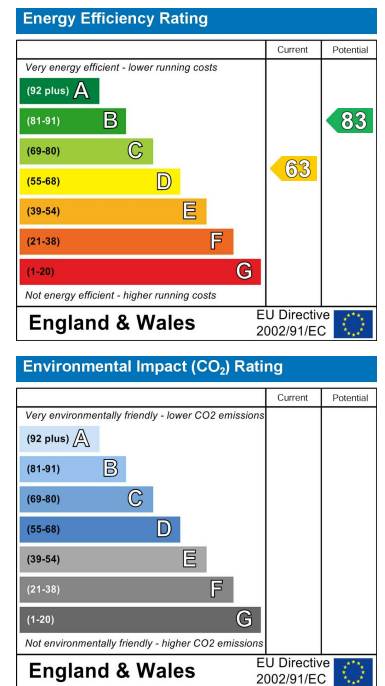 Energy Efficiency Rating
Current Potential
Very energy efficient - lower running costs
(92 plus) A
(81-91) B
83
(69-80) C
63
(55-68) D
(39-54) E
(21-38) F
(1-20) G
Not energy efficient - higher running costs
England & Wales
EU Directive
2002/91/EC
Environmental Impact (CO₂) Rating
Current Potential
Very environmentally friendly - lower CO2 emissions
(92 plus) A
(81-91) B
(69-80) C
(55-68) D
(39-54) E
(21-38) F
(1-20) G
Not environmentally friendly - higher CO2 emissions
England & Wales
EU Directive
2002/91/EC